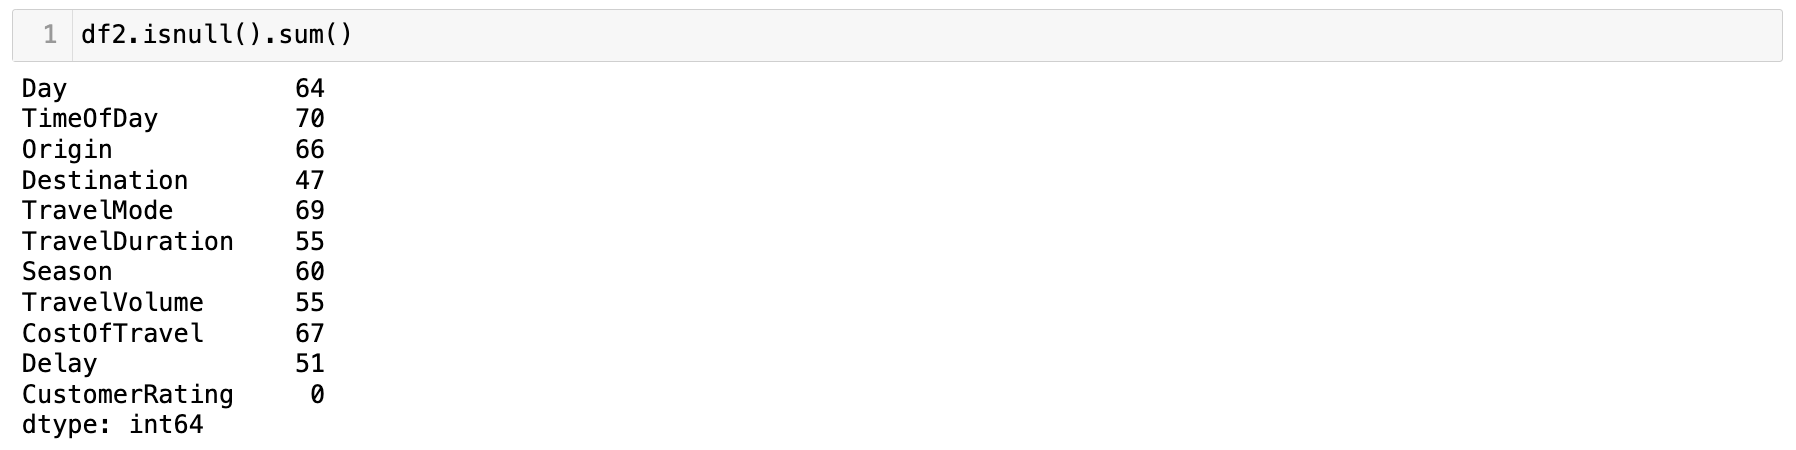 1 df2.isnull().sum()
Day 64
TimeOfDay 70
Origin 66
Destination 47
TravelMode 69
TravelDuration 55
Season 60
TravelVolume 55
CostOfTravel 67
Delay 51
CustomerRating 0
dtype: int64